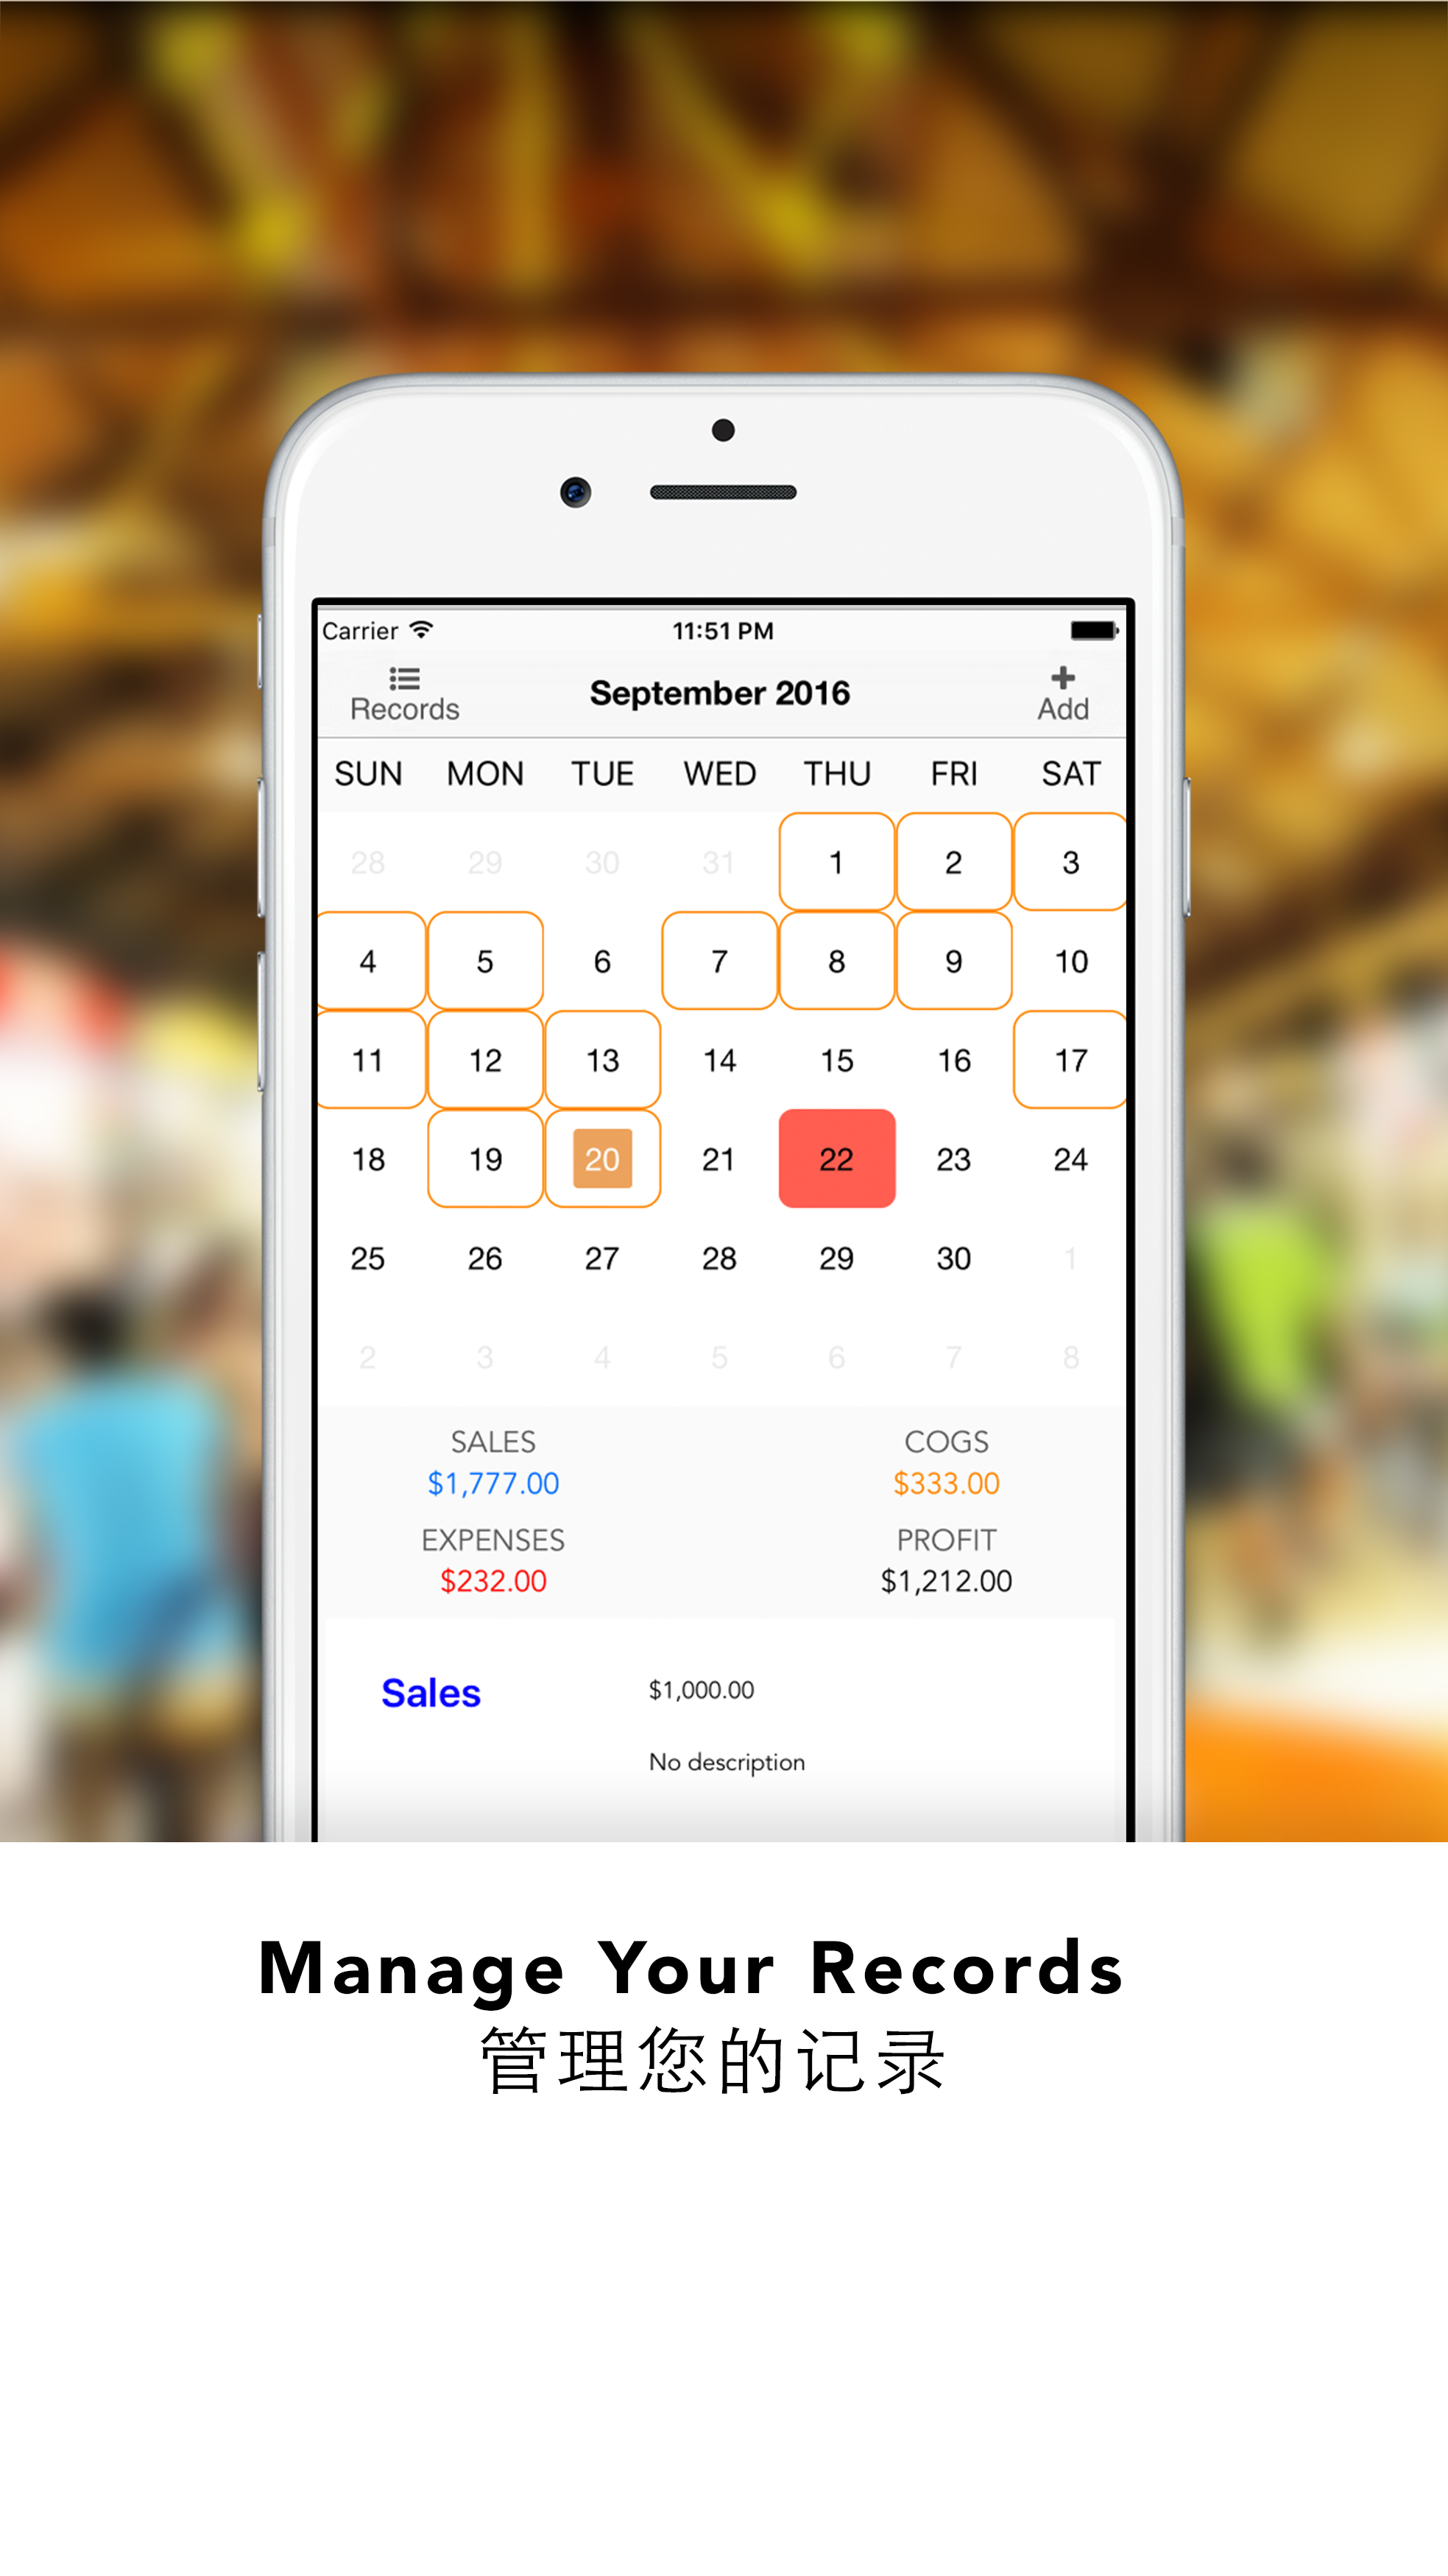 Carrier 11:51 PM
Records September 2016 Add
SUN MON TUE WED THU FRI SAT
28 29 30 31 1 2 3
4 5 6 7 8 9 10
11 12 13 14 15 16 17
18 19 20 21 22 23 24
25 26 27 28 29 30 1
2 3 4 5 6 7 8
SALES COGS
$1,777.00 $333.00
EXPENSES PROFIT
$232.00 $1,212.00
Sales $1,000.00
No description
Manage Your Records
管理您的记录